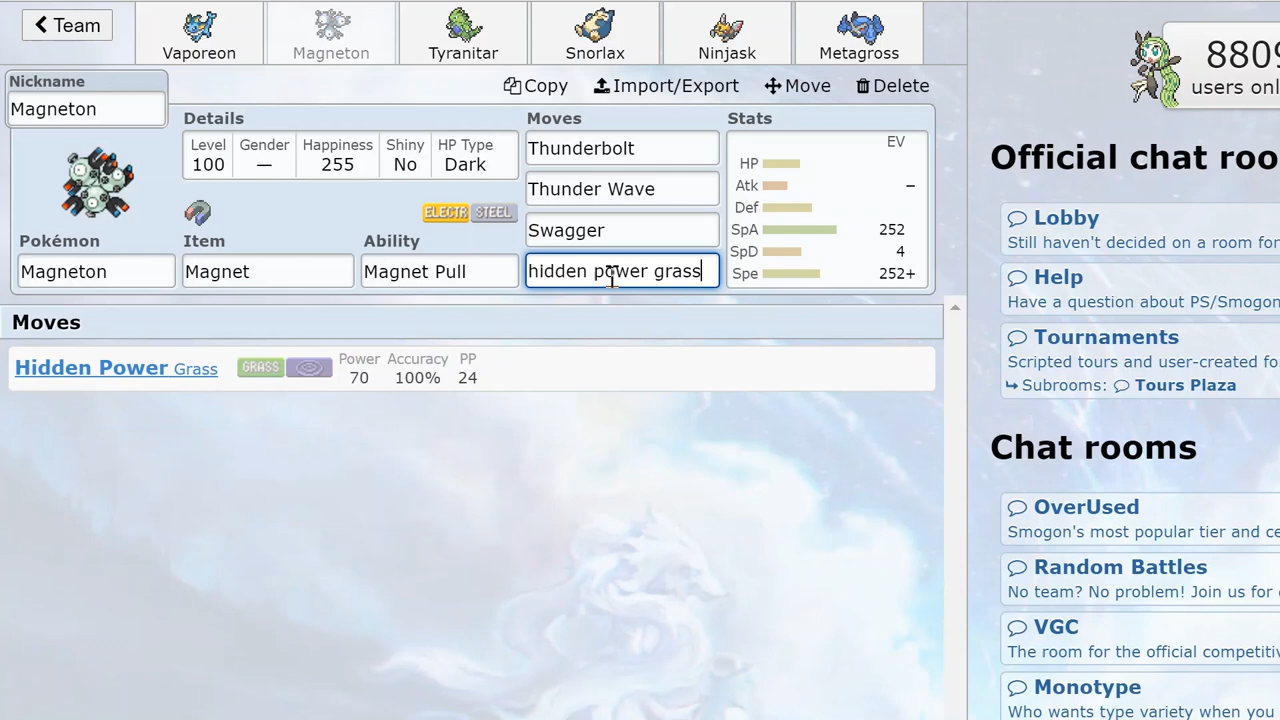 Team
Vaporeon
Magneton
Tyranitar
Snorlax
Ninjask
Metagross
Nickname
Magneton
Copy
Import/Export
Move
Delete
Details
Level
100
Gender
—
Happiness
255
Shiny
No
HP Type
Dark
ELECTR STEEL
Pokémon
Magneton
Item
Magnet
Ability
Magnet Pull
Moves
Thunderbolt
Thunder Wave
Swagger
hidden power grass
Stats
EV
HP
Atk –
Def
SpA 252
SpD 4
Spe 252+
Moves
Hidden Power Grass
GRASS
Power
70
Accuracy
100%
PP
24
8809
users onl
Official chat roo
Lobby
Still haven't decided on a room for
Help
Have a question about PS/Smogon
Tournaments
Scripted tours and user-created fo
Subrooms: Tours Plaza
Chat rooms
OverUsed
Smogon's most popular tier and ce
Random Battles
No team? No problem! Join us for
VGC
The room for the official competitiv
Monotype
Who wants type variety when you